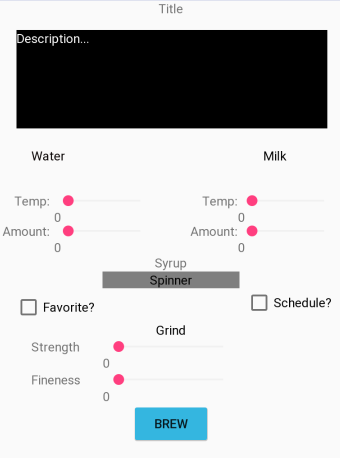 Title
Description...
Water Milk
Temp: Temp:
0 0
Amount: Amount:
0 0
Syrup
Spinner
Favorite? Schedule?
Grind
Strength
0
Fineness
0
BREW